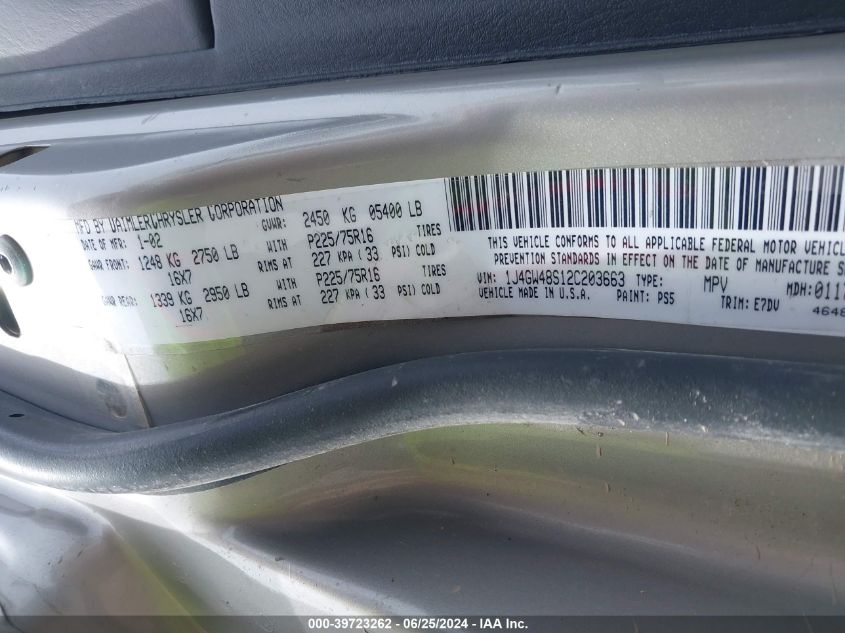 MFD BY DAIMLERCHRYSLER CORPORATION
DATE OF MFR: 1-02 GVWR: 2450 KG 05400 LB
GAWR FRONT: 1248 KG 2750 LB WITH P225/75R16 TIRES
16X7 RIMS AT 227 KPA ( 33 PSI) COLD
GAWR REAR: 1339 KG 2950 LB WITH P225/75R16 TIRES
16X7 RIMS AT 227 KPA ( 33 PSI) COLD
THIS VEHICLE CONFORMS TO ALL APPLICABLE FEDERAL MOTOR VEHICLE
PREVENTION STANDARDS IN EFFECT ON THE DATE OF MANUFACTURE
VIN: 1J4GW48S12C203663 TYPE: MPV MDH: 0117
VEHICLE MADE IN U.S.A. PAINT: PS5 TRIM: E7DV
4648
000-39723262 - 06/25/2024 - IAAI Inc.